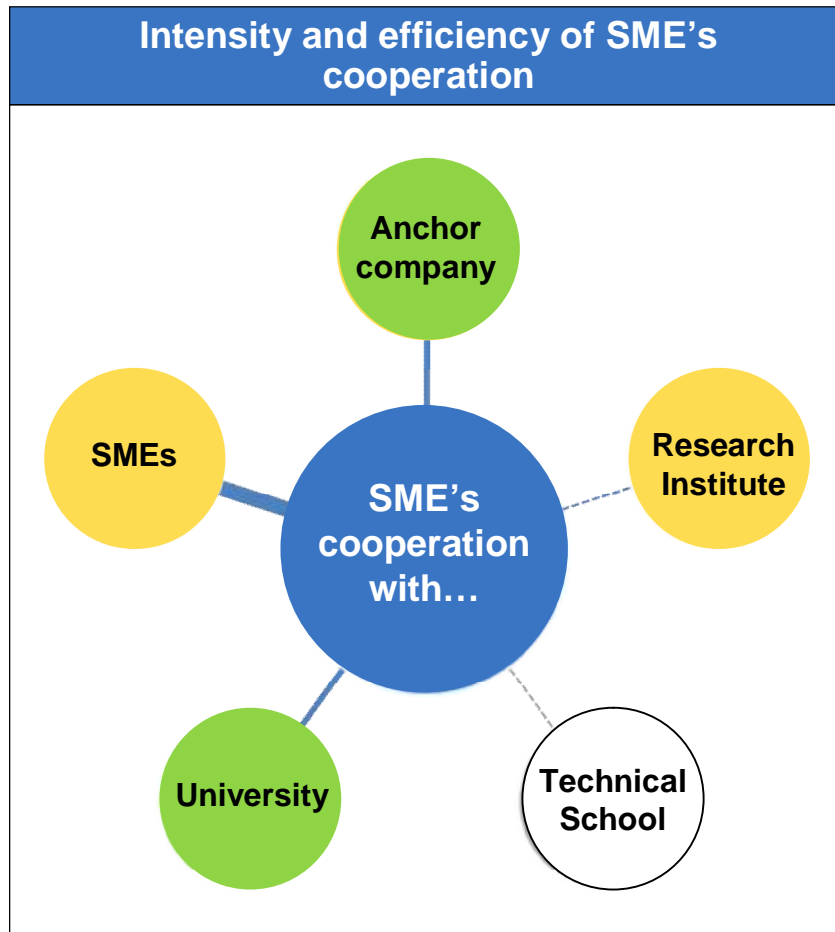 Intensity and efficiency of SME’s
cooperation
Anchor
company
SMEs
Research
Institute
SME’s
cooperation
with…
University
Technical
School